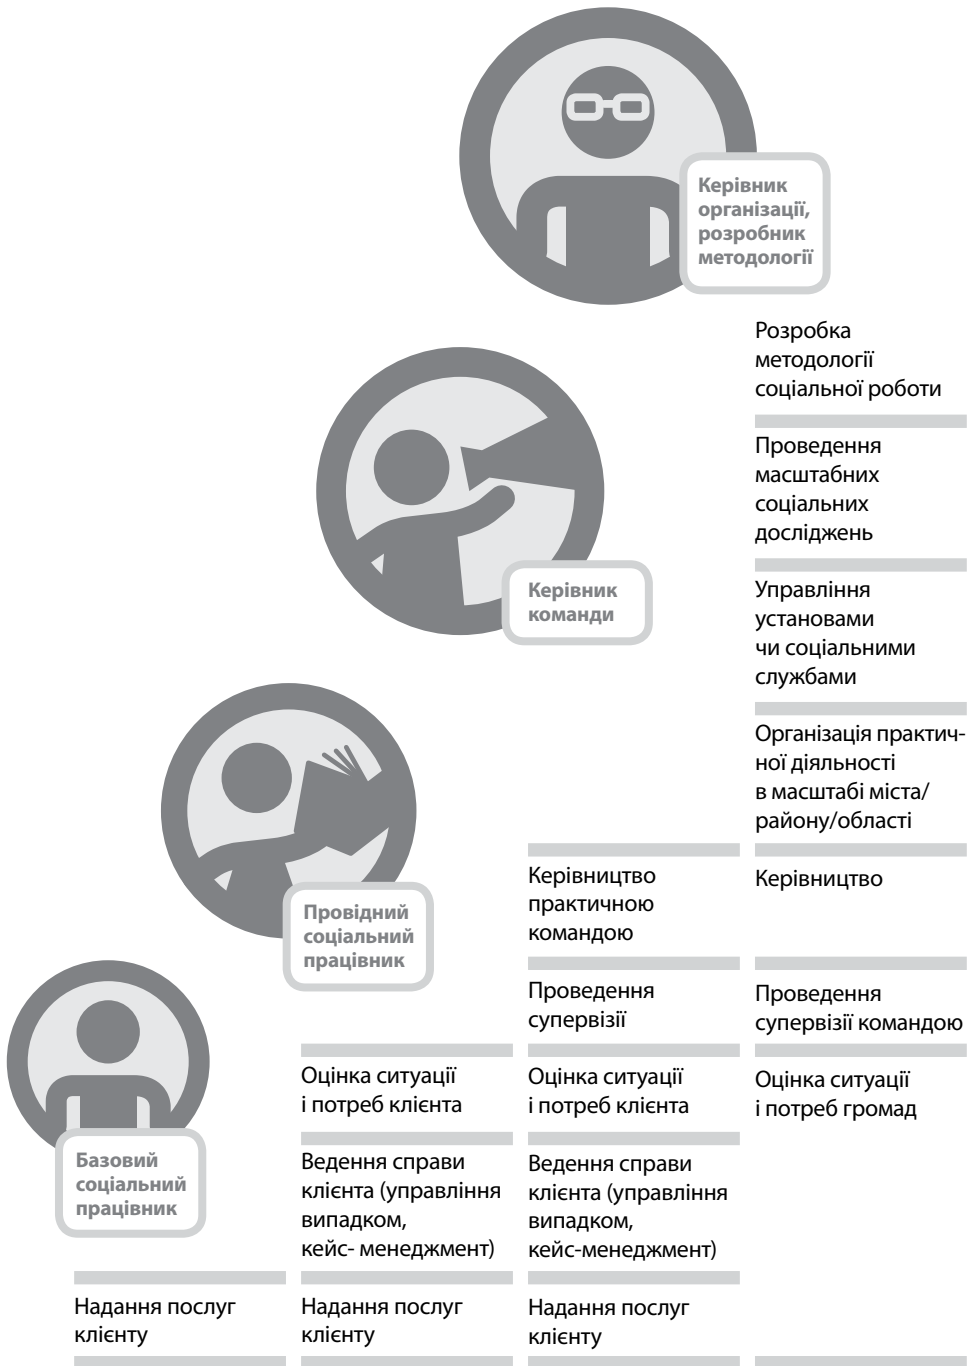 Керівник
організації,
розробник
методології
Розробка
методології
соціальної роботи
Проведення
масштабних
соціальних
досліджень
Керівник
команди
Управління
установами
чи соціальними
службами
Організація практич-
ної діяльності
в масштабі міста/
району/області
Провідний
соціальний
працівник
Керівництво
практичною
командою
Керівництво
Проведення
супервізії
Проведення
супервізії командою
Оцінка ситуації
і потреб клієнта
Оцінка ситуації
і потреб клієнта
Оцінка ситуації
і потреб громад
Базовий
соціальний
працівник
Ведення справи
клієнта (управління
випадком,
кейс- менеджмент)
Ведення справи
клієнта (управління
випадком,
кейс-менеджмент)
Надання послуг
клієнту
Надання послуг
клієнту
Надання послуг
клієнту